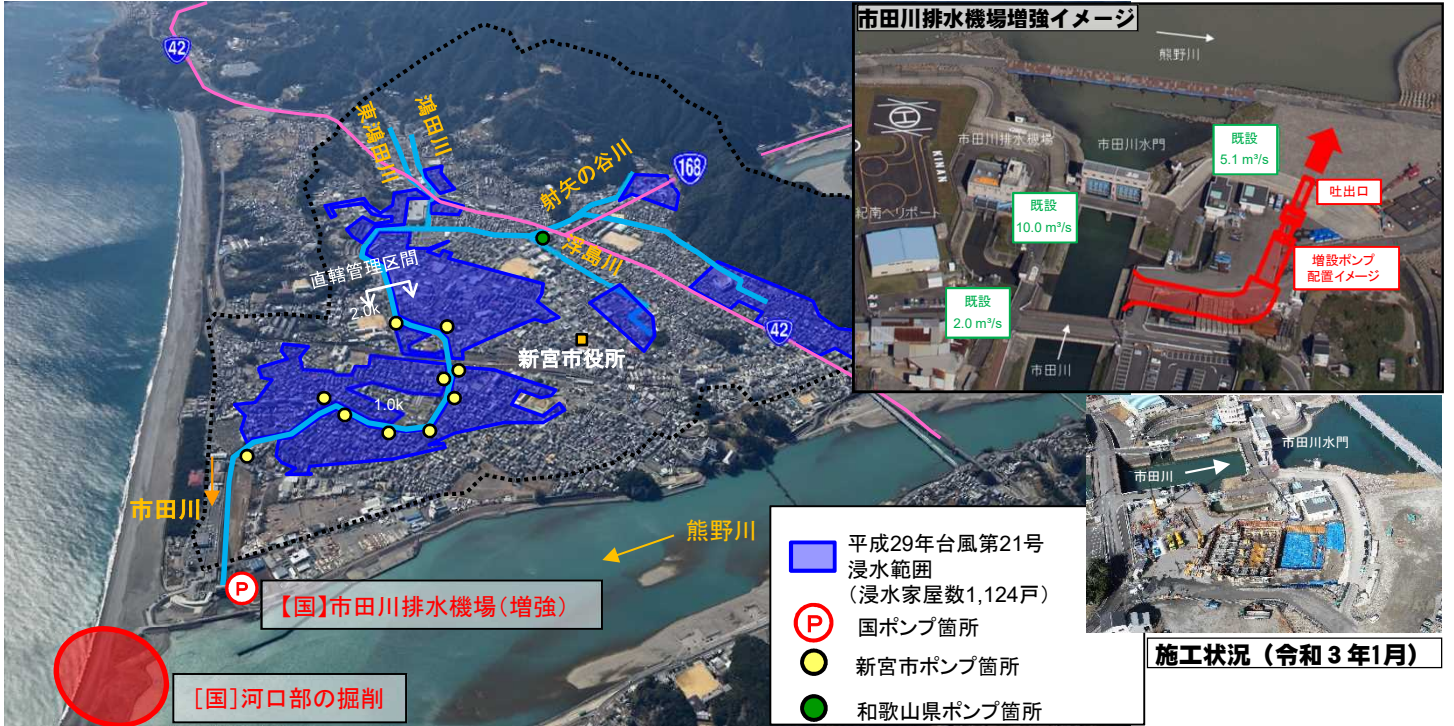 42
東鴻田川
鴻田川
射矢の谷川
168
浮島川
直轄管理区間
2.0k
42
新宮市役所
1.0k
市田川
熊野川
P
【国】市田川排水機場(増強)
[国]河口部の掘削
平成29年台風第21号
浸水範囲
(浸水家屋数1,124戸)
P
国ポンプ箇所
新宮市ポンプ箇所
和歌山県ポンプ箇所
市田川排水機場増強イメージ
熊野川
H
KINAN
紀南ヘリポート
市田川排水機場
市田川水門
既設
5.1 m³/s
吐出口
既設
10.0 m³/s
増設ポンプ
配置イメージ
既設
2.0 m³/s
市田川
市田川水門
市田川
施工状況(令和3年1月)